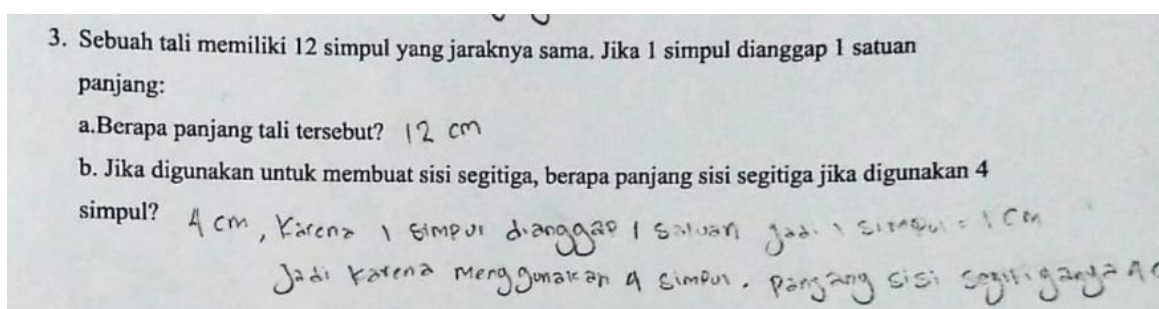 3. Sebuah tali memiliki 12 simpul yang jaraknya sama. Jika 1 simpul dianggap 1 satuan
panjang:
a.Berapa panjang tali tersebut? 12 cm
b. Jika digunakan untuk membuat sisi segitiga, berapa panjang sisi segitiga jika digunakan 4
simpul? 4 cm, Karena 1 simpul dianggap 1 satuan jadi 1 simpul = 1 cm
Jadi karena menggunakan 4 simpul. panjang sisi segitiganya 4